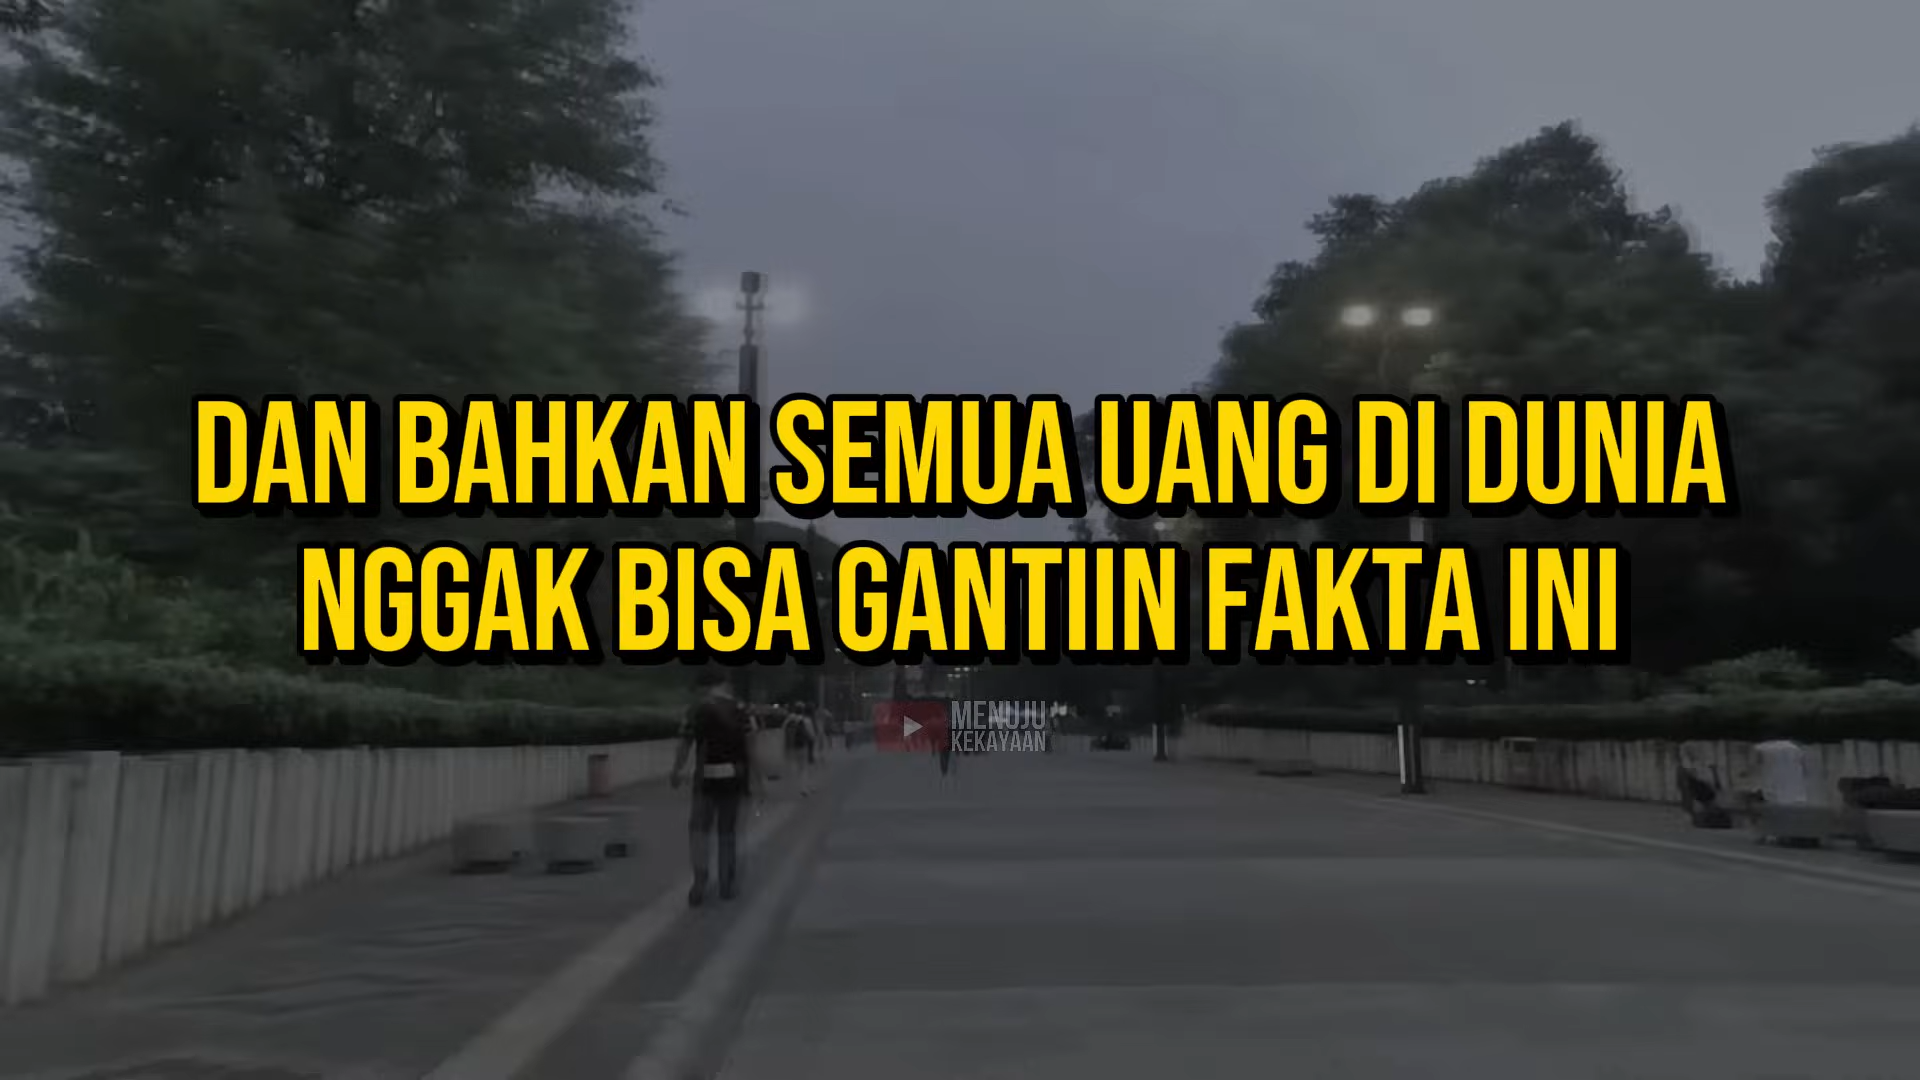 DAN BAHKAN SEMUA UANG DI DUNIA
NGGAK BISA GANTIIN FAKTA INI
MENUJU
KEKAYAAN